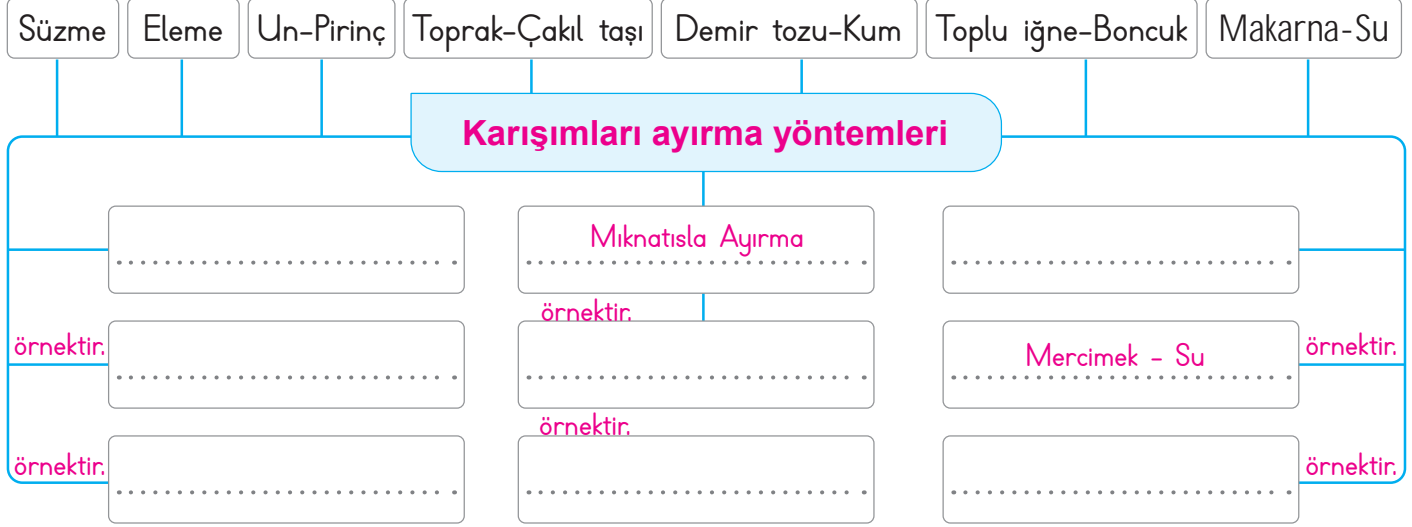 Süzme Eleme Un-Pirinç Toprak-Çakıl taşı Demir tozu-Kum Toplu iğne-Boncuk Makarna-Su
Karışımları ayırma yöntemleri
Mıknatısla Ayırma
örnektir.
örnektir. Mercimek - Su örnektir.
örnektir.
örnektir. örnektir.